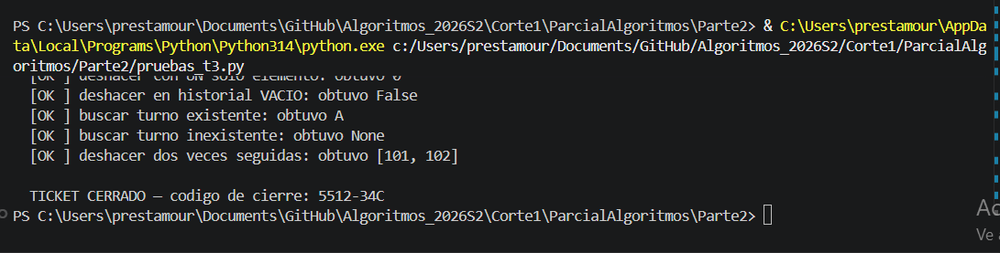 PS C:\Users\prestamour\Documents\GitHub\Algoritmos_2026S2\Corte1\ParcialAlgoritmos\Parte2> & C:\Users\prestamour\AppDa
ta\Local\Programs\Python\Python314\python.exe c:/Users/prestamour/Documents/GitHub/Algoritmos_2026S2/Corte1/ParcialAlg
oritmos/Parte2/pruebas_t3.py
[OK ] deshacer con UN solo elemento: obtuvo 0
[OK ] deshacer en historial VACIO: obtuvo False
[OK ] buscar turno existente: obtuvo A
[OK ] buscar turno inexistente: obtuvo None
[OK ] deshacer dos veces seguidas: obtuvo [101, 102]
TICKET CERRADO — codigo de cierre: 5512-34C
PS C:\Users\prestamour\Documents\GitHub\Algoritmos_2026S2\Corte1\ParcialAlgoritmos\Parte2>
Ve